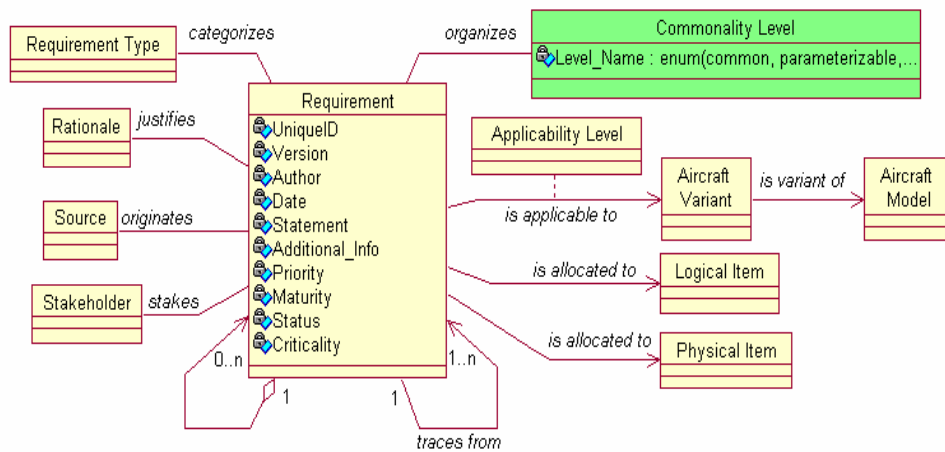 categorizes
organizes
Requirement Type
Commonality Level
Level_Name : enum(common, parameterizable,...
Requirement
Rationale
justifies
UniqueID
Version
Author
Date
Statement
Additional_Info
Priority
Maturity
Status
Criticality
Applicability Level
Aircraft
Variant
is variant of
Aircraft
Model
Source
originates
is applicable to
is allocated to
Logical Item
Stakeholder
stakes
is allocated to
Physical Item
0..n
1..n
1
1
traces from